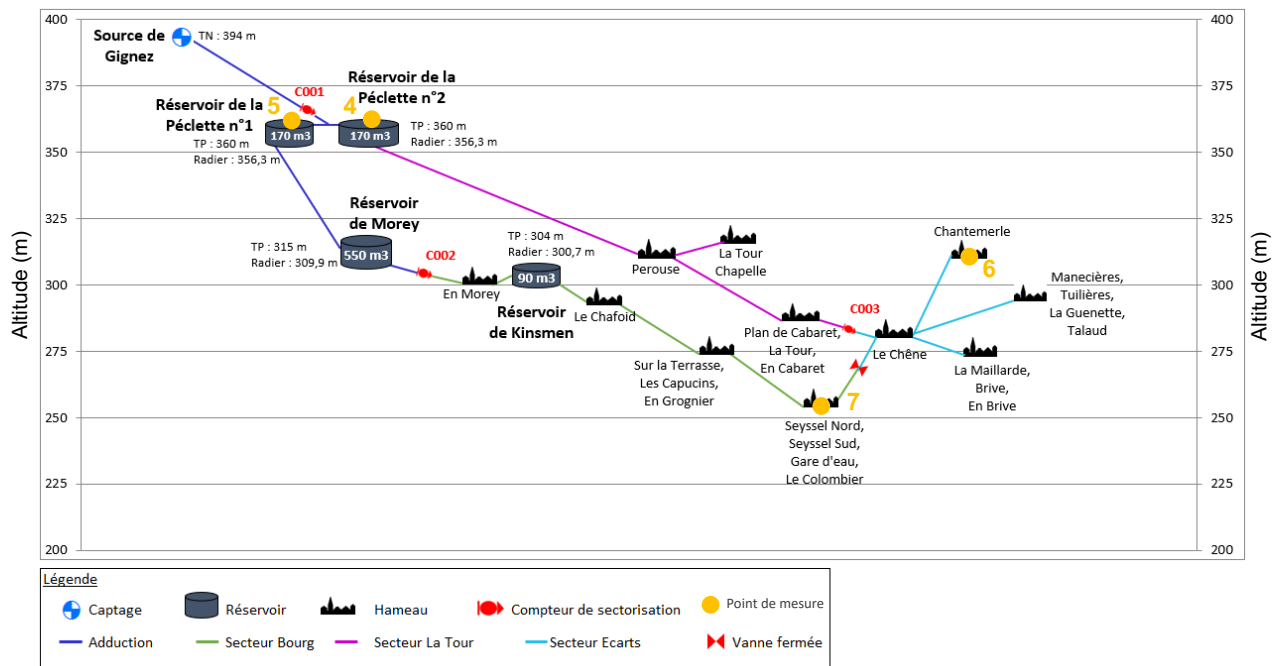 400
375
350
325
300
275
250
225
200
Altitude (m)
Source de
Gignez
TN : 394 m
C001
5
4
Réservoir de la
Péclette n°1
Réservoir de la
Péclette n°2
170 m3
170 m3
TP : 360 m
Radier : 356,3 m
TP : 360 m
Radier : 356,3 m
Réservoir
de Morey
TP : 315 m
Radier : 309,9 m
550 m3
C002
En Morey
TP : 304 m
Radier : 300,7 m
90 m3
Réservoir
de Kinsmen
Le Chafoid
Perouse
La Tour
Chapelle
Sur la Terrasse,
Les Capucins,
En Grognier
Plan de Cabaret,
La Tour,
En Cabaret
C003
Le Chêne
Chantemerle
6
Manecières,
Tuilières,
La Guenette,
Talaud
La Maillarde,
Brive,
En Brive
7
Seyssel Nord,
Seyssel Sud,
Gare d'eau,
Le Colombier
400
375
350
325
300
275
250
225
200
Altitude (m)
Légende
Captage
Réservoir
Hameau
Compteur de sectorisation
Point de mesure
Adduction
Secteur Bourg
Secteur La Tour
Secteur Ecarts
Vanne fermée